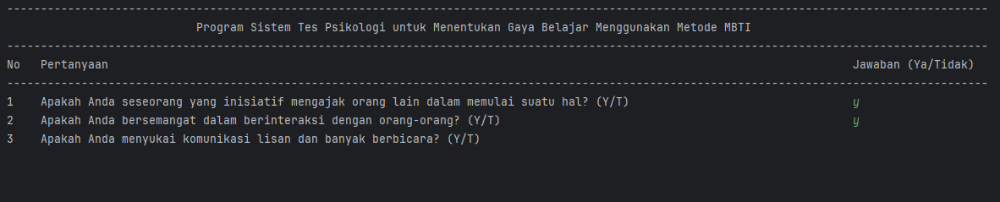 -------------------------------------------------------------------------------------------------------------------------------------------------
Program Sistem Tes Psikologi untuk Menentukan Gaya Belajar Menggunakan Metode MBTI
-------------------------------------------------------------------------------------------------------------------------------------------------
No Pertanyaan Jawaban (Ya/Tidak)
-------------------------------------------------------------------------------------------------------------------------------------------------
1 Apakah Anda seseorang yang inisiatif mengajak orang lain dalam memulai suatu hal? (Y/T) y
2 Apakah Anda bersemangat dalam berinteraksi dengan orang-orang? (Y/T) y
3 Apakah Anda menyukai komunikasi lisan dan banyak berbicara? (Y/T)